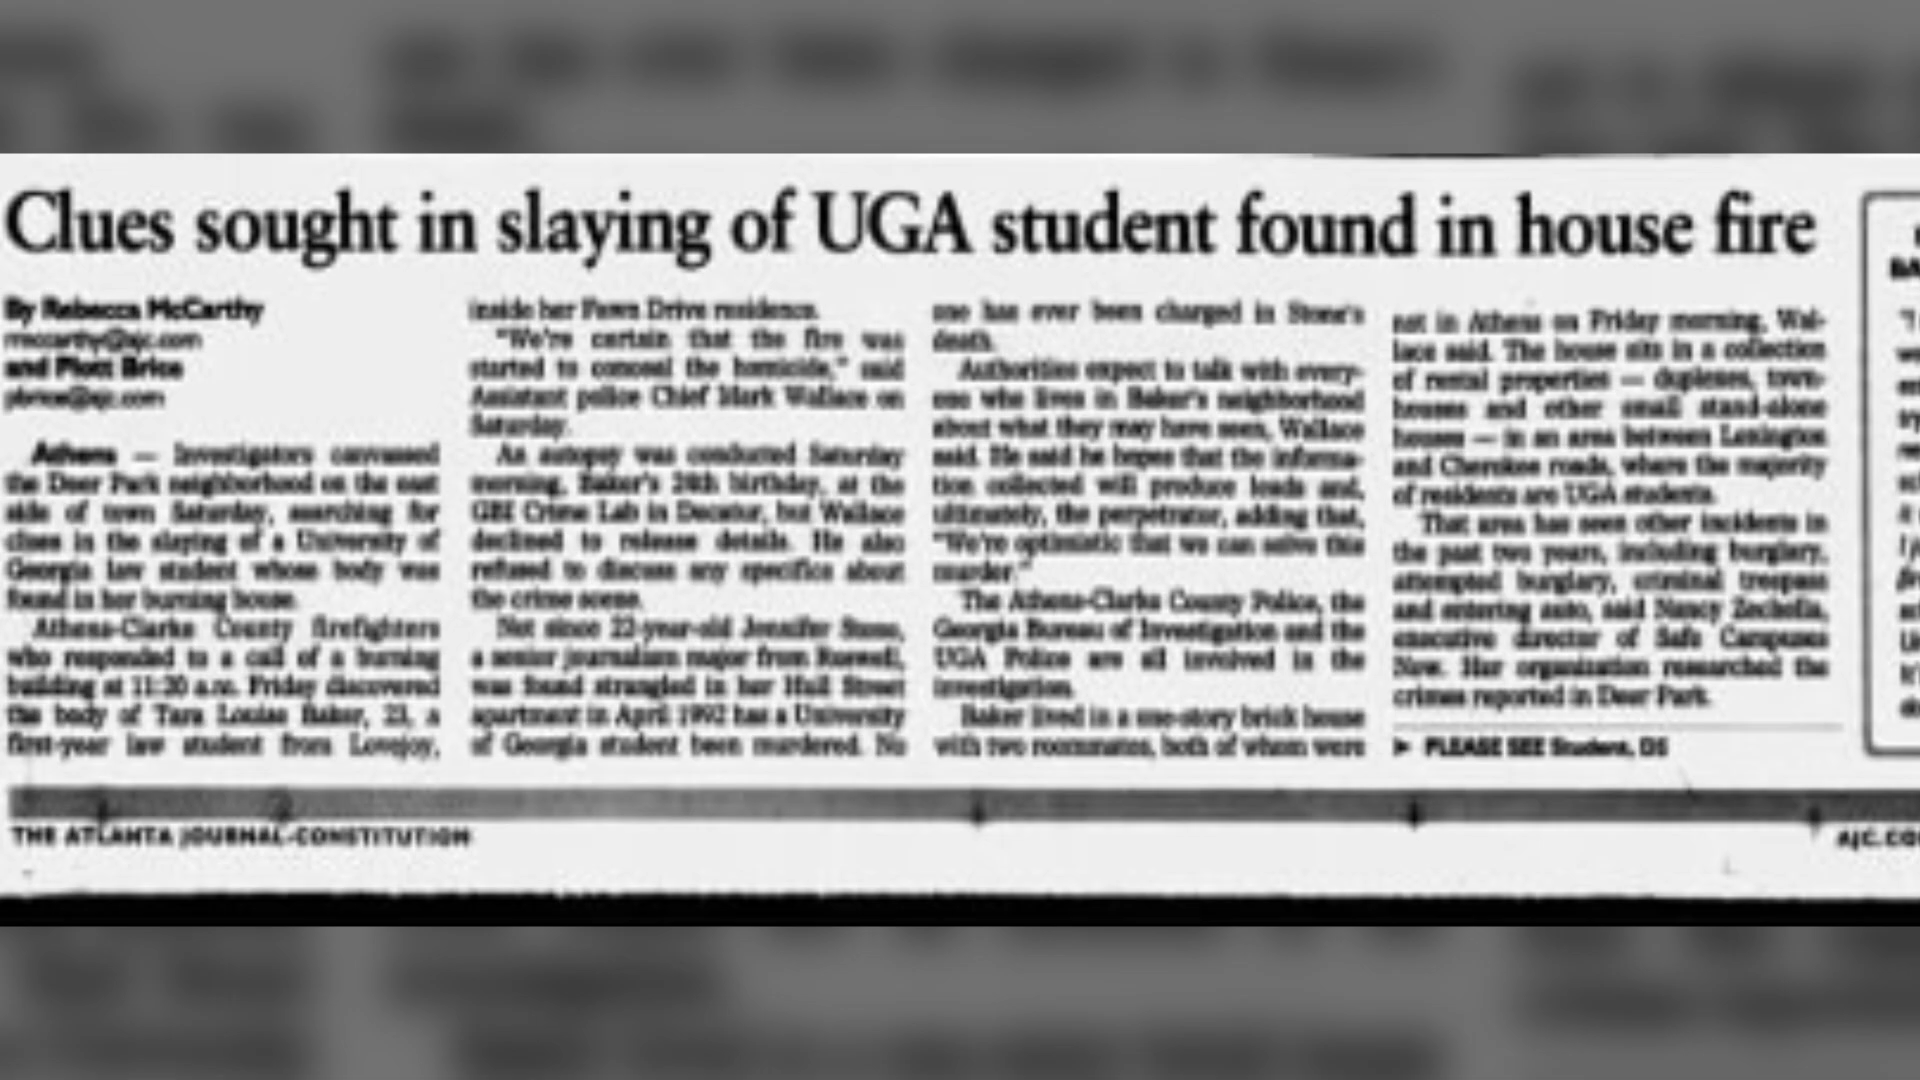 Clues sought in slaying of UGA student found in house fire
By Rebecca McCarthy
rmccarthy@ajc.com
and Plott Brice
pbrice@ajc.com
Athens — Investigators canvassed
the Deer Park neighborhood on the east
side of town Saturday, searching for
clues in the slaying of a University of
Georgia law student whose body was
found in her burning house.
Athens-Clarke County firefighters
who responded to a call of a burning
building at 11:20 a.m. Friday discovered
the body of Tara Louise Baker, 23, a
first-year law student from Lovejoy,
inside her Fawn Drive residence.
"We're certain that the fire was
started to conceal the homicide," said
Assistant police Chief Mark Wallace on
Saturday.
An autopsy was conducted Saturday
morning, Baker's 24th birthday, at the
GBI Crime Lab in Decatur, but Wallace
declined to release details. He also
refused to discuss any specifics about
the crime scene.
Not since 22-year-old Jennifer Stone,
a senior journalism major from Roswell,
was found strangled in her Hull Street
apartment in April 1992 has a University
of Georgia student been murdered. No
one has ever been charged in Stone's
death.
Authorities expect to talk with every-
one who lives in Baker's neighborhood
about what they may have seen, Wallace
said. He said he hopes that the informa-
tion collected will produce leads and,
ultimately, the perpetrator, adding that,
"We're optimistic that we can solve this
murder."
The Athens-Clarke County Police, the
Georgia Bureau of Investigation and the
UGA Police are all involved in the
investigation.
Baker lived in a one-story brick house
with two roommates, both of whom were
not in Athens on Friday morning, Wal-
lace said. The house sits in a collection
of rental properties — duplexes, town-
houses and other small stand-alone
houses — in an area between Lexington
and Cherokee roads, where the majority
of residents are UGA students.
That area has seen other incidents in
the past two years, including burglary,
attempted burglary, criminal trespass
and entering auto, said Nancy
executive director of Safe Campuses
Now. Her organization researched the
crimes reported in Deer Park.
► PLEASE SEE Student, D5
THE ATLANTA JOURNAL-CONSTITUTION